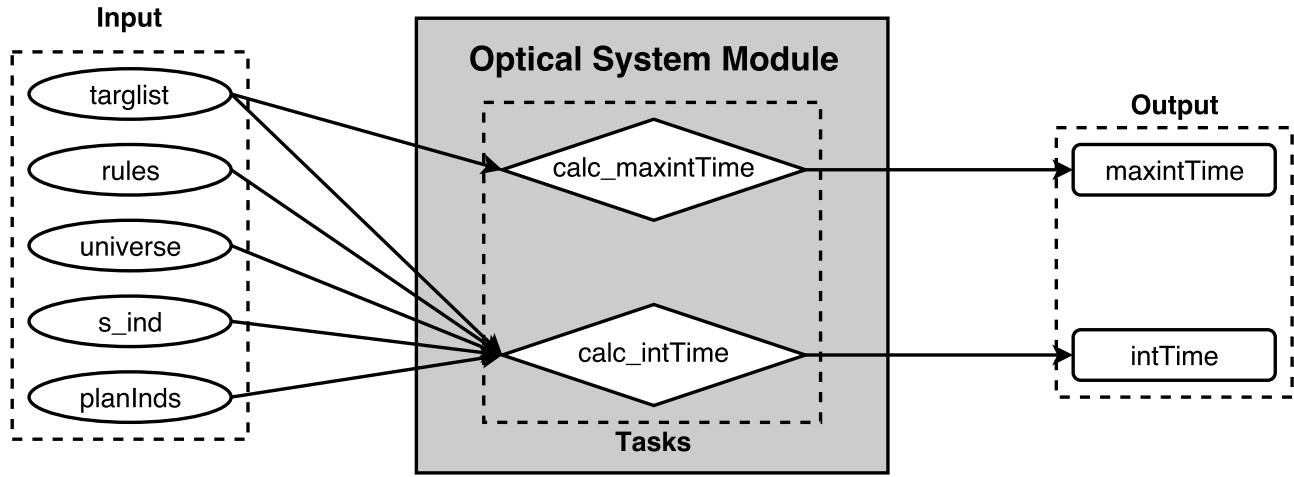 Input
targlist
rules
universe
s_ind
planInds
Optical System Module
calc_maxintTime
calc_intTime
Tasks
Output
maxintTime
intTime